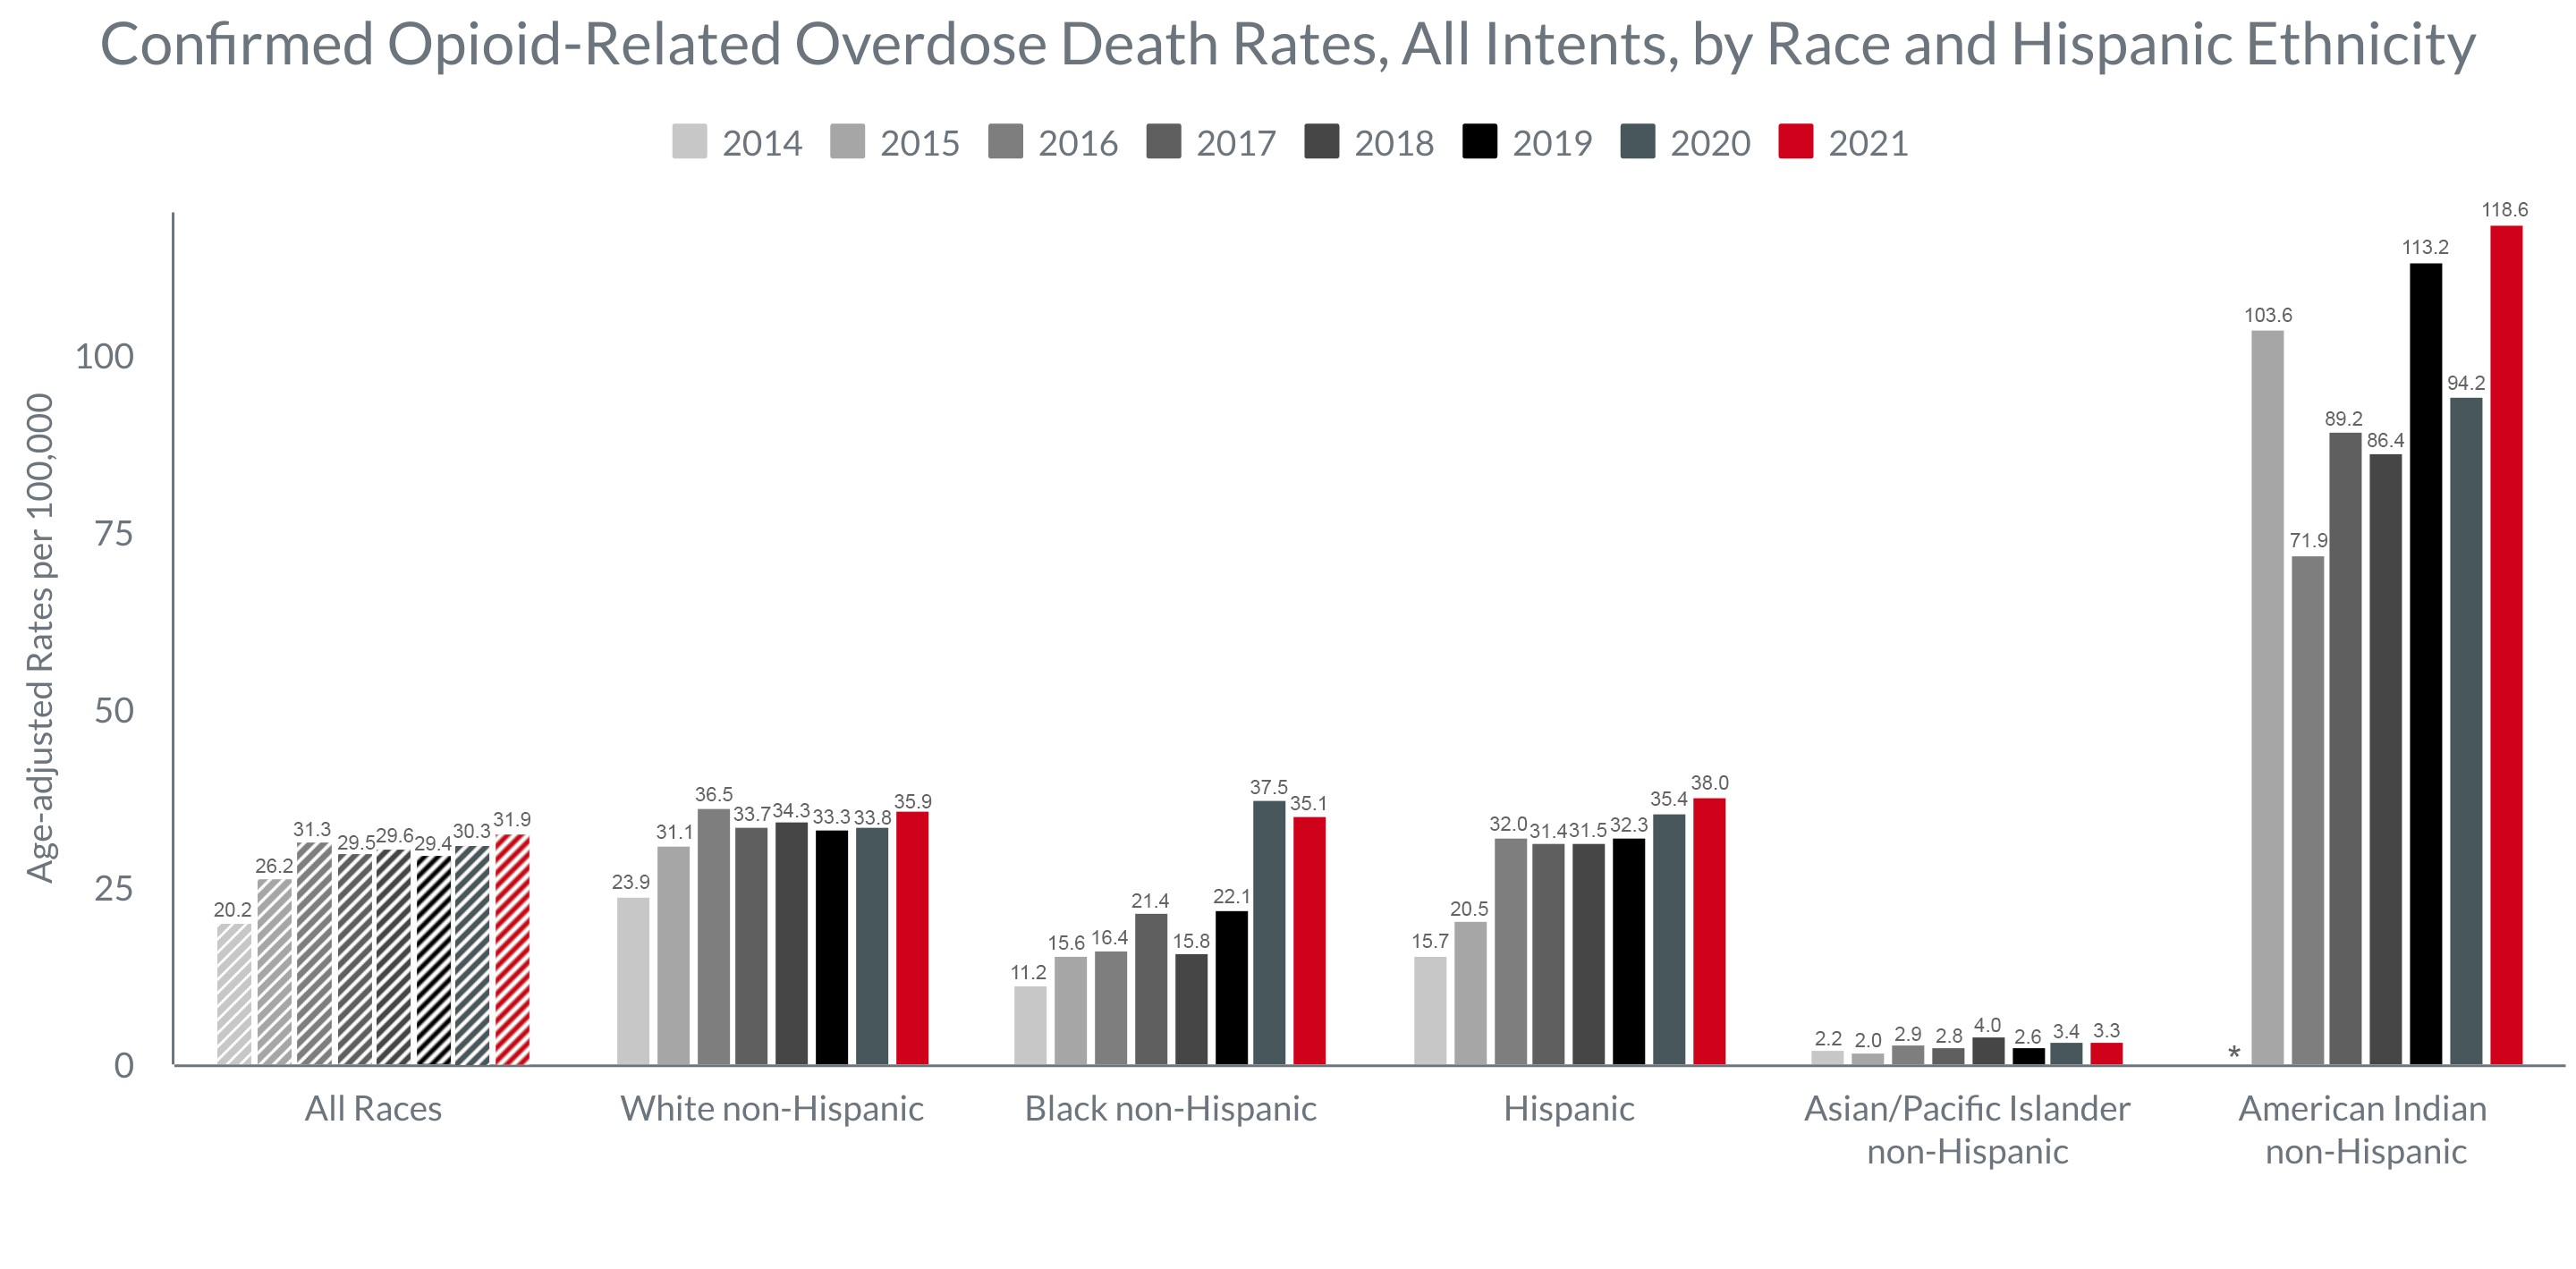 Confirmed Opioid-Related Overdose Death Rates, All Intents, by Race and Hispanic Ethnicity
2014 2015 2016 2017 2018 2019 2020 2021
Age-adjusted Rates per 100,000
100
75
50
25
0
20.2 26.2 31.3 29.5 29.6 29.4 30.3 31.9
23.9 31.1 36.5 33.7 34.3 33.3 33.8 35.9
11.2 15.6 16.4 21.4 15.8 22.1 37.5 35.1
15.7 20.5 32.0 31.4 31.5 32.3 35.4 38.0
2.2 2.0 2.9 2.8 4.0 2.6 3.4 3.3
* 103.6 71.9 89.2 86.4 113.2 94.2 118.6
All Races
White non-Hispanic
Black non-Hispanic
Hispanic
Asian/Pacific Islander
non-Hispanic
American Indian
non-Hispanic